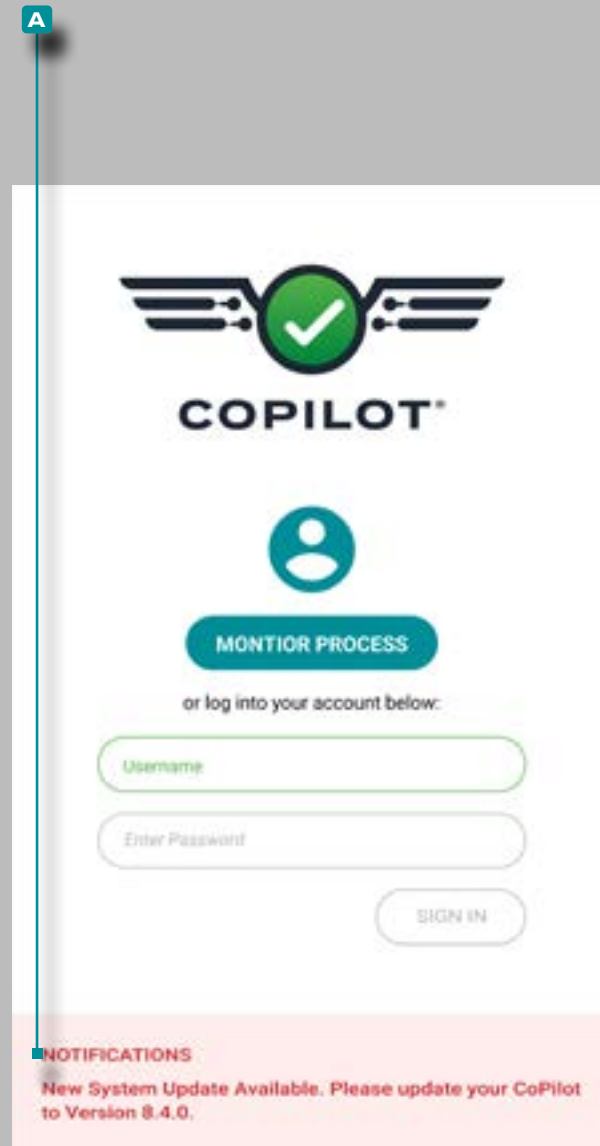 A
COPILOT®
MONTIOR PROCESS
or log into your account below:
Username
Enter Password
SIGN IN
NOTIFICATIONS
New System Update Available. Please update your CoPilot
to Version 8.4.0.